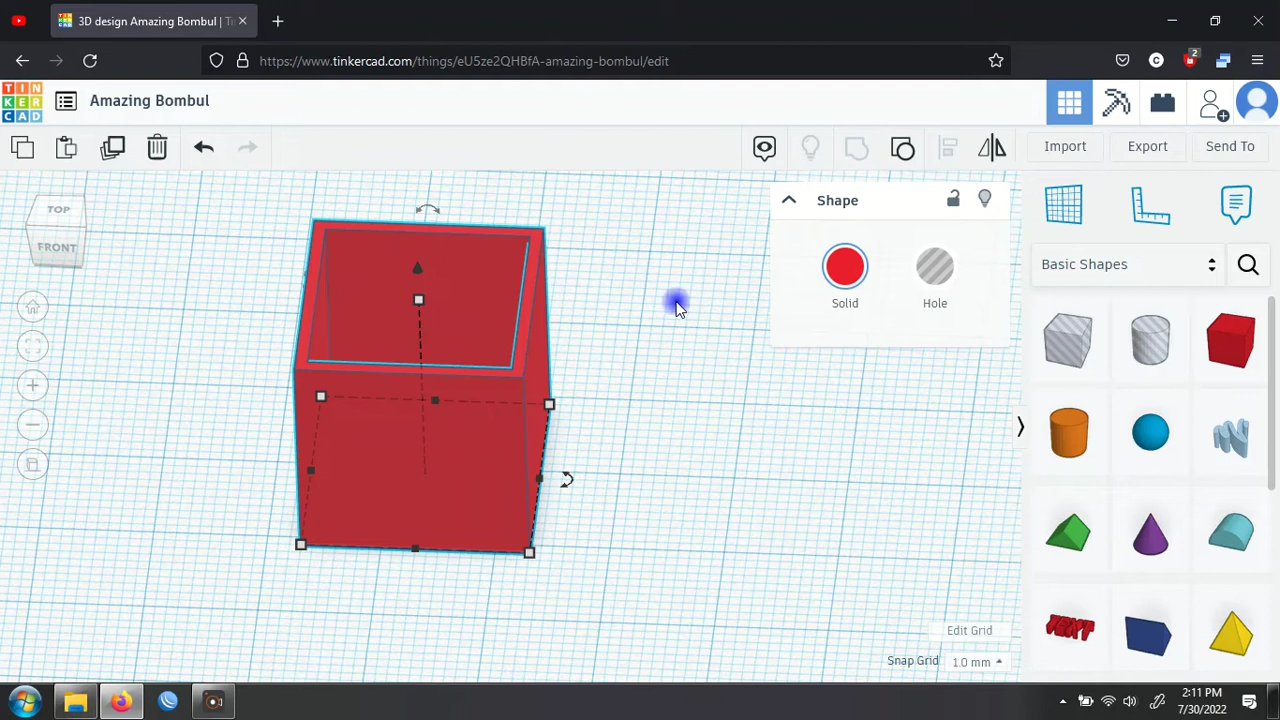 3D design Amazing Bombul | Ti
https://www.tinkercad.com/things/eU5ze2QHBfA-amazing-bombul/edit
C
2
TIN
KER
CAD
Amazing Bombul
Import
Export
Send To
TOP
FRONT
Shape
Solid
Hole
Basic Shapes
TEXT
Edit Grid
Snap Grid
1.0 mm
2:11 PM
7/30/2022